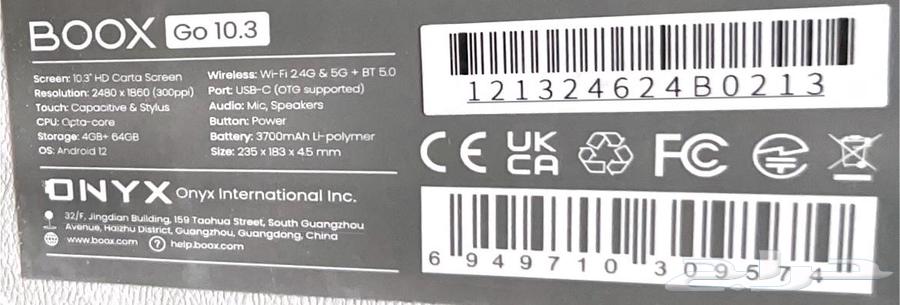 BOOX Go 10.3
Screen: 10.3" HD Carta Screen
Resolution: 2480 x 1860 (300ppi)
Touch: Capacitive & Stylus
CPU: Opta-core
Storage: 4GB+ 64GB
OS: Android 12
Wireless: Wi-Fi 2.4G & 5G + BT 5.0
Port: USB-C (OTG supported)
Audio: Mic, Speakers
Button: Power
Battery: 3700mAh Li-polymer
Size: 235 x 183 x 4.5 mm
ONYX Onyx International Inc.
32/F, Jingdian Building, 159 Taohua Street, South Guangzhou
Avenue, Haizhu District, Guangzhou, Guangdong, China
www.boox.com ? help.boox.com
121324624B0213
CE UK CA FC
6 949710 309574
حراج